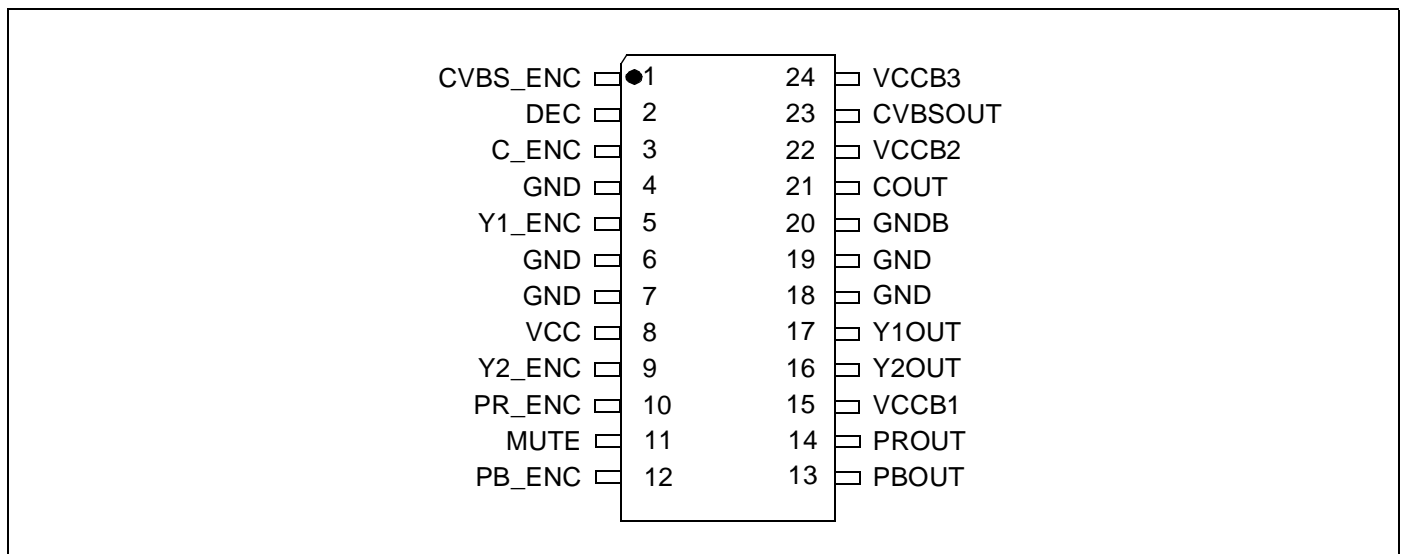 CVBS_ENC 1 24 VCCB3
DEC 2 23 CVBSOUT
C_ENC 3 22 VCCB2
GND 4 21 COUT
Y1_ENC 5 20 GNDB
GND 6 19 GND
GND 7 18 GND
VCC 8 17 Y1OUT
Y2_ENC 9 16 Y2OUT
PR_ENC 10 15 VCCB1
MUTE 11 14 PROUT
PB_ENC 12 13 PBOUT